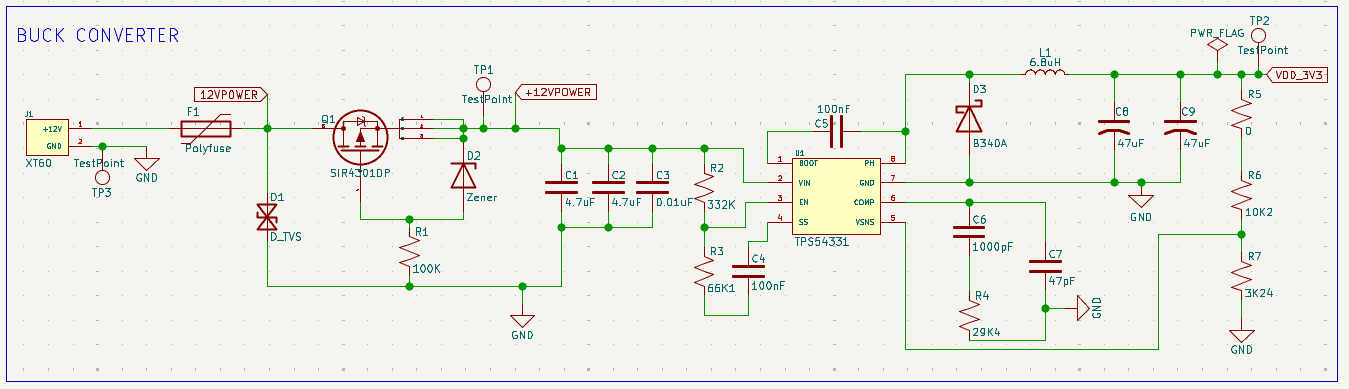 BUCK CONVERTER
J1
+12V
1
GND
2
XT60
TestPoint
TP3
GND
F1
Polyfuse
12VPOWER
D1
D_TVS
Q1
SIR4301DP
R1
100K
D2
Zener
TP1
TestPoint
+12VPOWER
GND
C1
4.7uF
C2
4.7uF
C3
0.01uF
R2
332K
R3
66K1
C4
100nF
100nF
C5
U1
1
BOOT
PH
8
2
VIN
GND
7
3
EN
COMP
6
4
SS
VSNS
5
TPS54331
D3
B340A
L1
6.8uH
C6
1000pF
R4
29K4
C7
47pF
GND
C8
47uF
C9
47uF
GND
PWR_FLAG
TP2
TestPoint
VDD_3V3
R5
0
R6
10K2
R7
3K24
GND